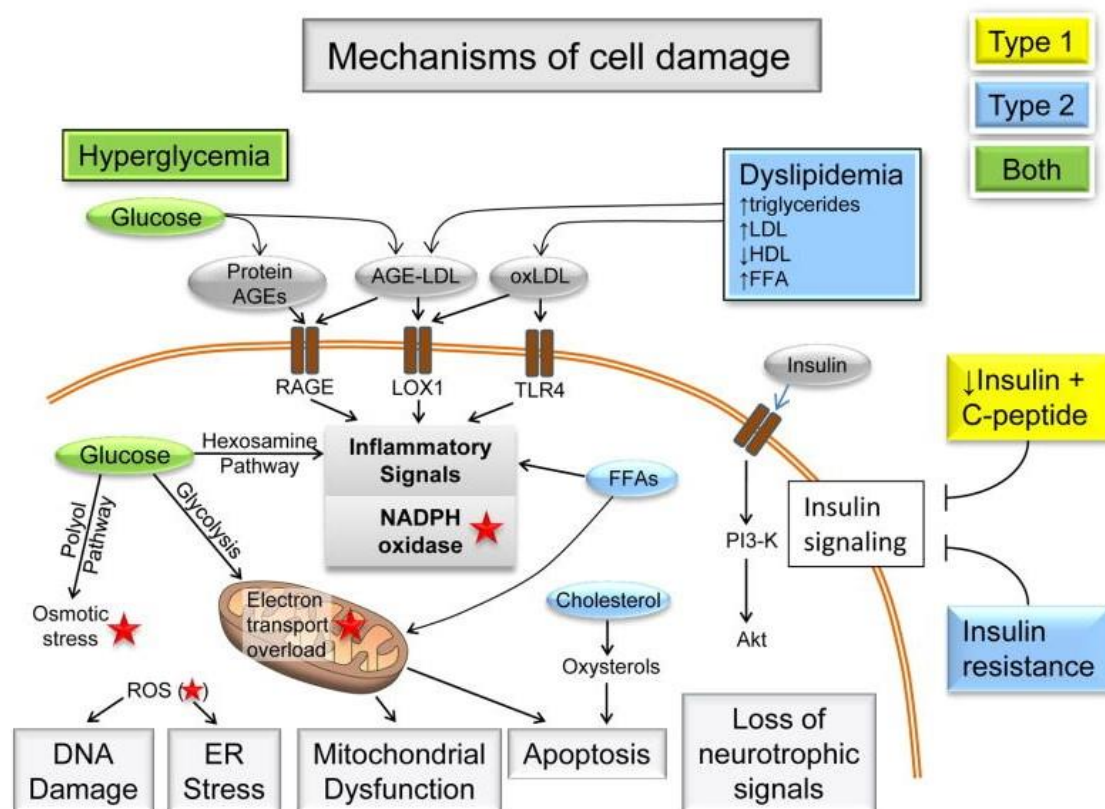 Mechanisms of cell damage
Type 1
Type 2
Both
Hyperglycemia
Glucose
Dyslipidemia
↑triglycerides
↑LDL
↓HDL
↑FFA
Protein
AGEs
AGE-LDL
oxLDL
RAGE
LOX1
TLR4
Insulin
↓Insulin +
C-peptide
Glucose
Hexosamine
Pathway
Inflammatory
Signals
NADPH
oxidase
FFAs
Polyol
Pathway
Glycolysis
Osmotic
stress
Electron
transport
overload
Cholesterol
Oxysterols
PI3-K
Akt
Insulin
signaling
Insulin
resistance
ROS (★)
DNA
Damage
ER
Stress
Mitochondrial
Dysfunction
Apoptosis
Loss of
neurotrophic
signals